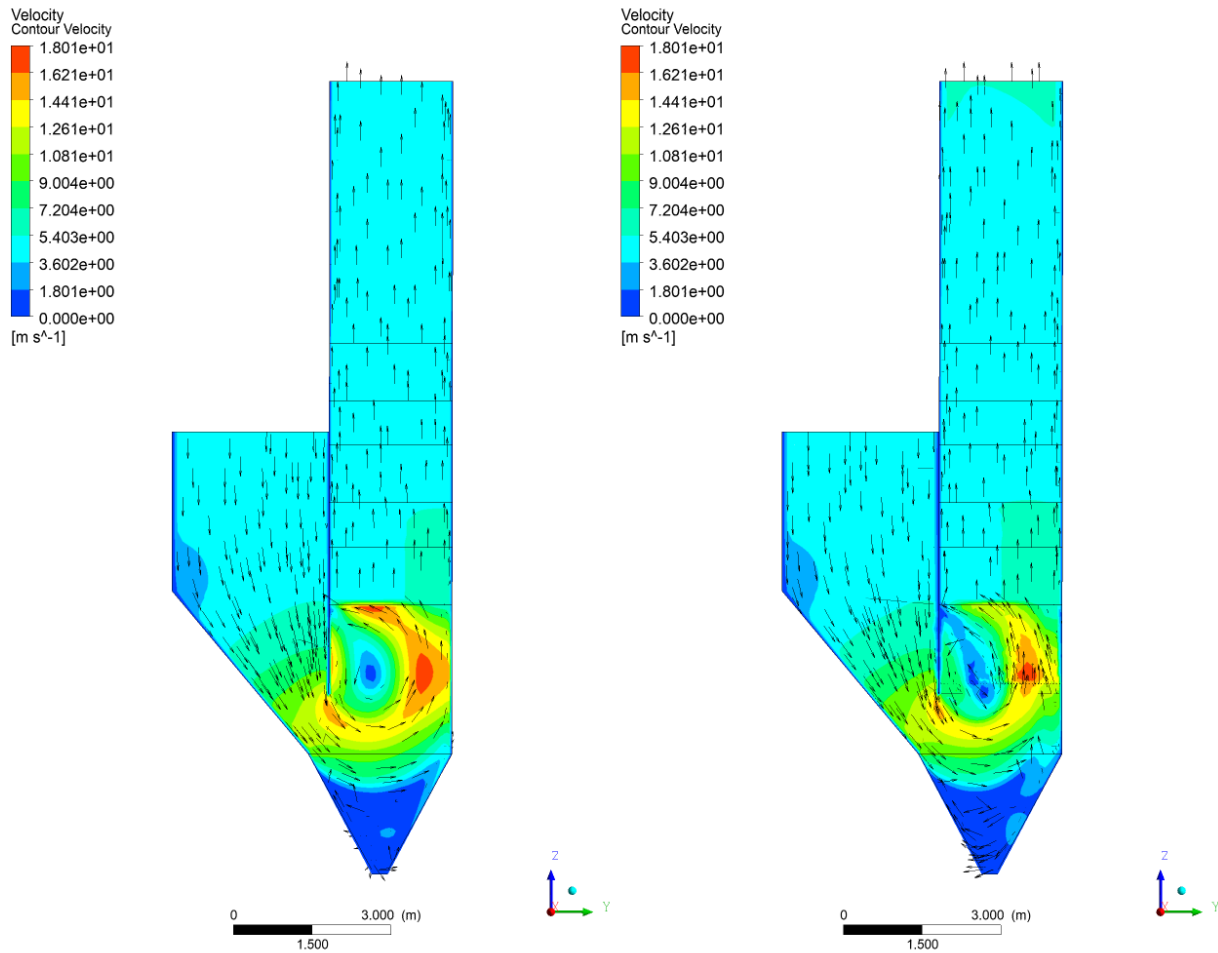 Velocity
Contour Velocity
1.801e+01
1.621e+01
1.441e+01
1.261e+01
1.081e+01
9.004e+00
7.204e+00
5.403e+00
3.602e+00
1.801e+00
0.000e+00
[m s^-1]
0 3.000 (m)
1.500
Z
X
Y
Velocity
Contour Velocity
1.801e+01
1.621e+01
1.441e+01
1.261e+01
1.081e+01
9.004e+00
7.204e+00
5.403e+00
3.602e+00
1.801e+00
0.000e+00
[m s^-1]
0 3.000 (m)
1.500
Z
X
Y